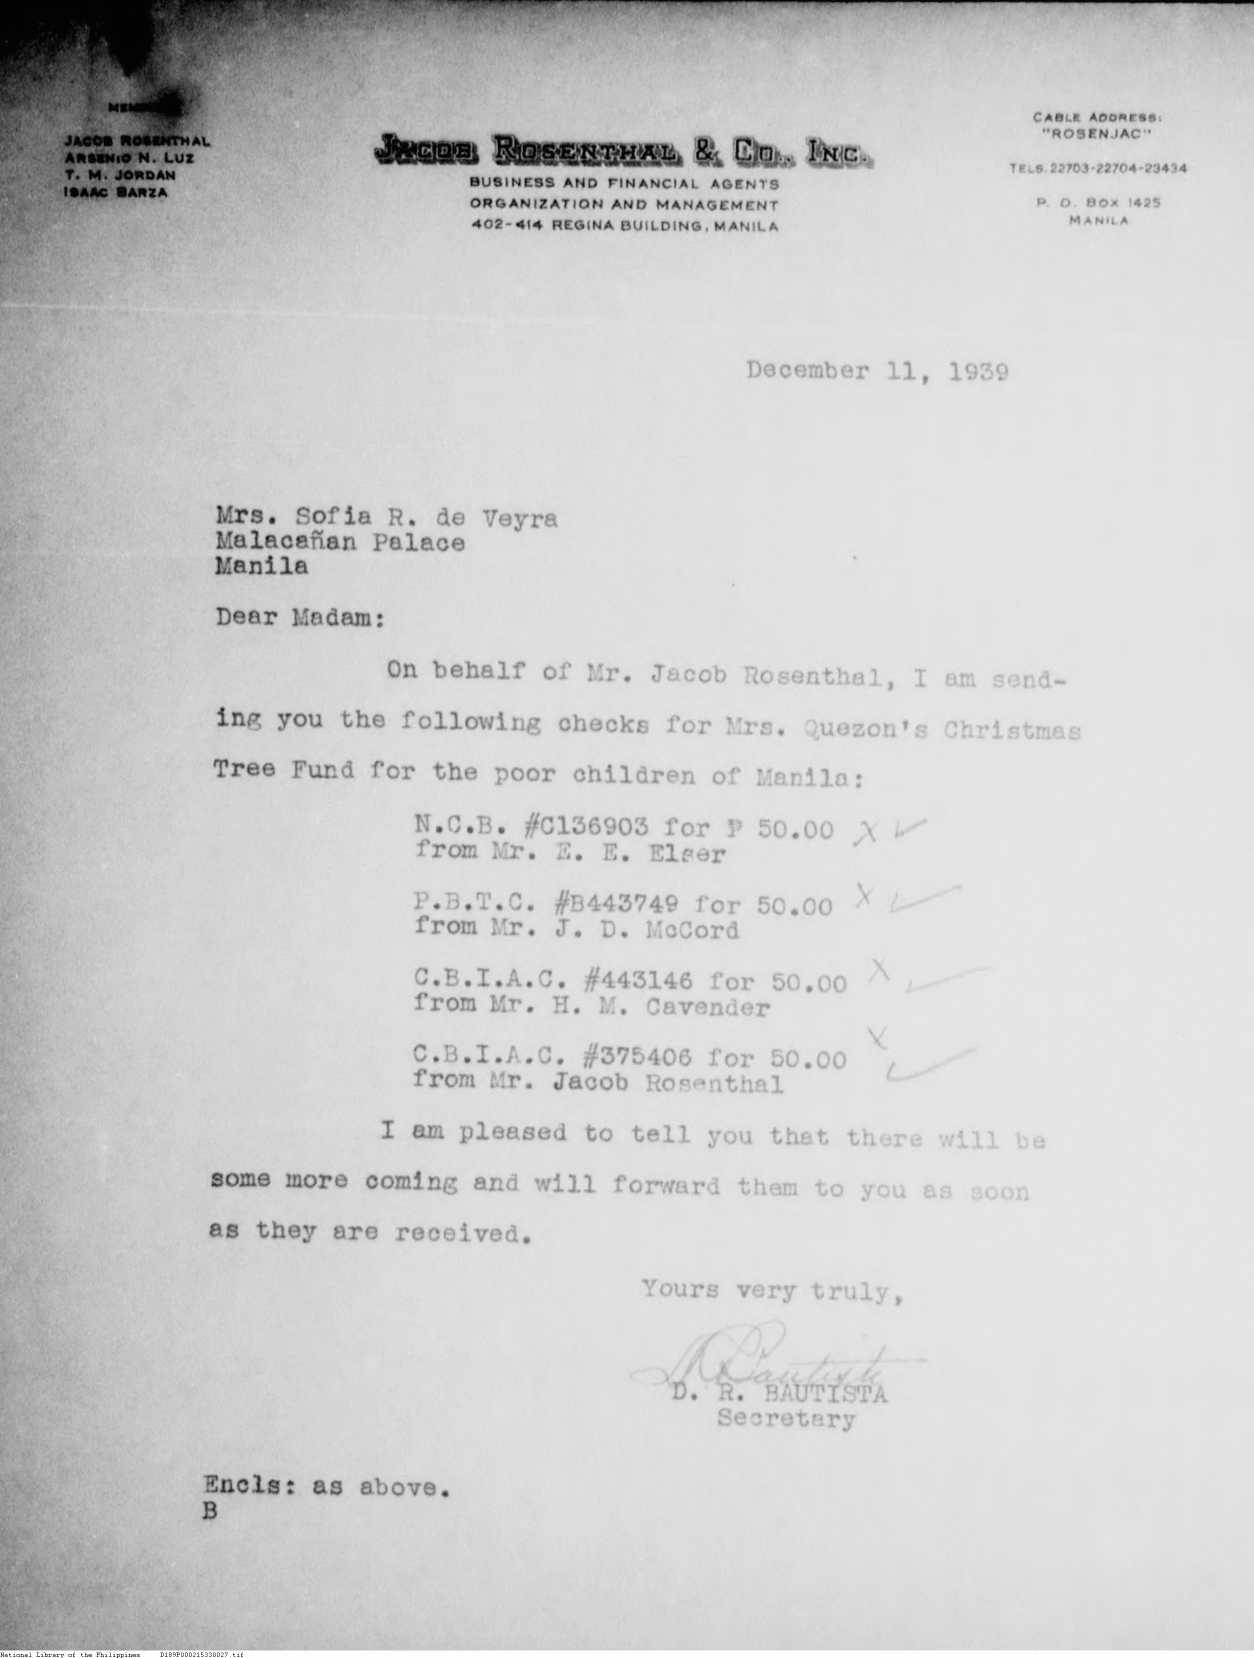 JACOB ROSENTHAL
ARSENIO N. LUZ
T. M. JORDAN
ISAAC BARZA
JACOB ROSENTHAL & CO., INC.
BUSINESS AND FINANCIAL AGENTS
ORGANIZATION AND MANAGEMENT
402-414 REGINA BUILDING, MANILA
CABLE ADDRESS:
"ROSENJAC"
TELS. 22703-22704-23434
P. O. BOX 1425
MANILA
December 11, 1939
Mrs. Sofia R. de Veyra
Malacañan Palace
Manila
Dear Madam:
On behalf of Mr. Jacob Rosenthal, I am send-
ing you the following checks for Mrs. Quezon's Christmas
Tree Fund for the poor children of Manila:
N.C.B. #C136903 for ₱ 50.00 X ✓
from Mr. E. E. Elser
P.B.T.C. #B443749 for 50.00 X ✓
from Mr. J. D. McCord
C.B.I.A.C. #443146 for 50.00 X ✓
from Mr. H. M. Cavender
C.B.I.A.C. #375406 for 50.00 X ✓
from Mr. Jacob Rosenthal
I am pleased to tell you that there will be
some more coming and will forward them to you as soon
as they are received.
Yours very truly,
D. R. BAUTISTA
Secretary
Encls: as above.
B
National Library of the Philippines D189P000215338027.tif